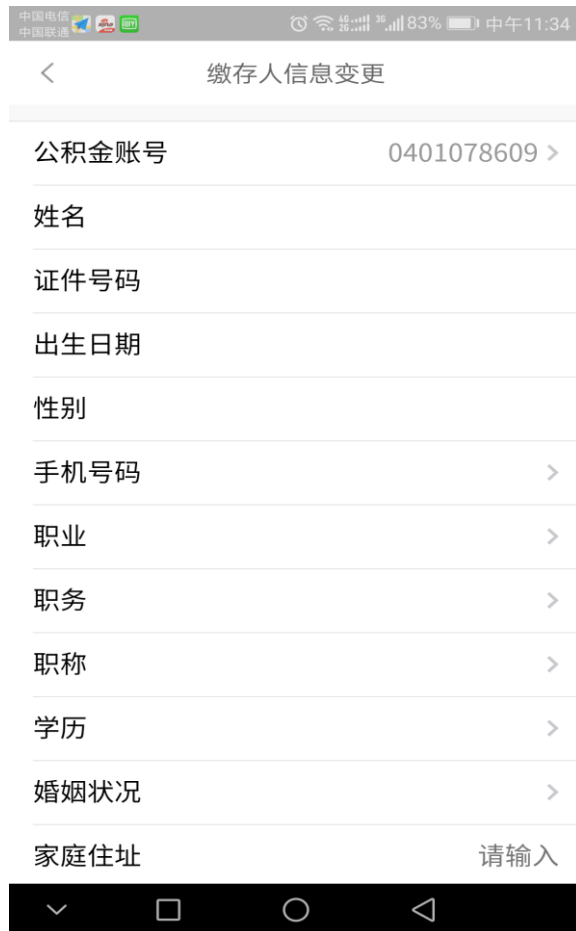 中国电信
中国联通
83% 中午11:34
缴存人信息变更
公积金账号 0401078609
姓名
证件号码
出生日期
性别
手机号码
职业
职务
职称
学历
婚姻状况
家庭住址 请输入